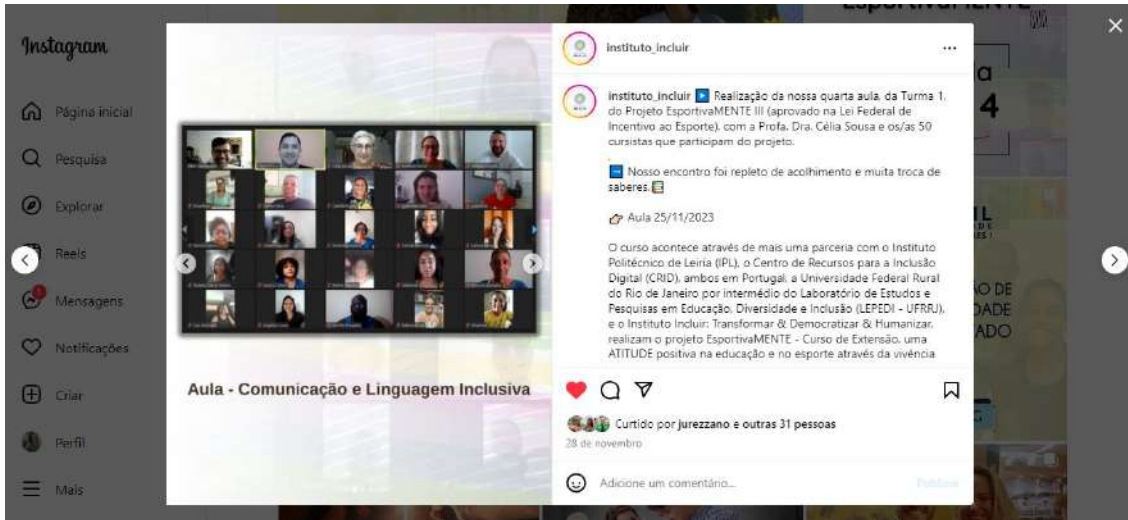 EsportivaMENTE
Instagram
Página inicial
Pesquisa
Explorar
Reels
Mensagens
Notificações
Criar
Perfil
Mais
Aula - Comunicação e Linguagem Inclusiva
instituto_incluir
instituto_incluir ▶️ Realização da nossa quarta aula, da Turma 1, do Projeto EsportivaMENTE III (aprovado na Lei Federal de
Incentivo ao Esporte), com a Profa. Dra. Célia Sousa e os/as 50
cursistas que participam do projeto.
Nosso encontro foi repleto de acolhimento e muita troca de
saberes.
👉 Aula 25/11/2023
O curso acontece através de mais uma parceria com o Instituto
Politécnico de Leiria (IPL), o Centro de Recursos para a Inclusão
Digital (CRID), ambos em Portugal, a Universidade Federal Rural
do Rio de Janeiro por intermédio do Laboratório de Estudos e
Pesquisas em Educação, Diversidade e Inclusão (LEPEDI - UFRRJ),
e o Instituto Incluir: Transformar & Democratizar & Humanizar,
realizam o projeto EsportivaMENTE - Curso de Extensão, uma
ATITUDE positiva na educação e no esporte através da vivência
Curtido por jurezzano e outras 31 pessoas
28 de novembro
Adicione um comentário...
Publicar
a
4
IL
ÃO DE
DADE
ADO